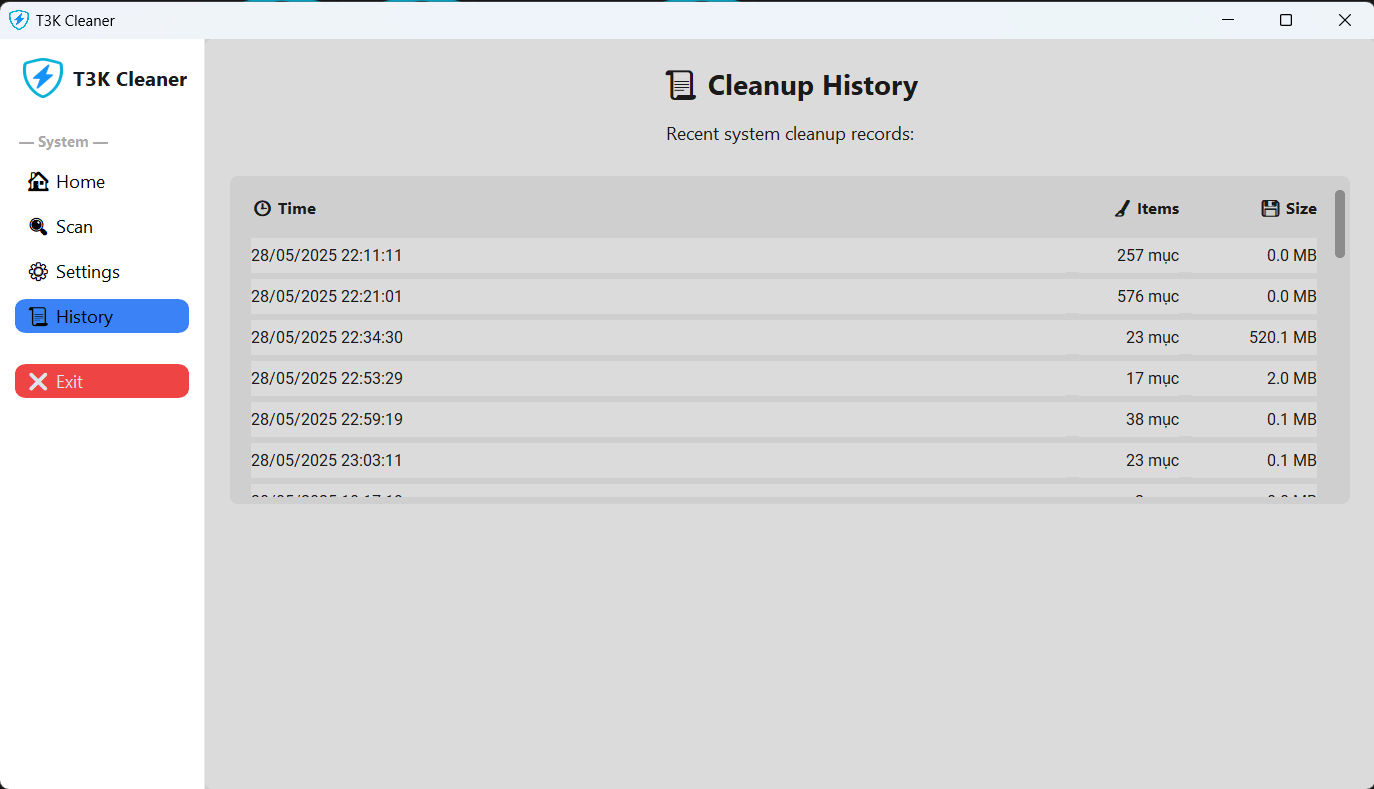 T3K Cleaner
T3K Cleaner
— System —
Home
Scan
Settings
History
Exit
Cleanup History
Recent system cleanup records:
Time Items Size
28/05/2025 22:11:11 257 mục 0.0 MB
28/05/2025 22:21:01 576 mục 0.0 MB
28/05/2025 22:34:30 23 mục 520.1 MB
28/05/2025 22:53:29 17 mục 2.0 MB
28/05/2025 22:59:19 38 mục 0.1 MB
28/05/2025 23:03:11 23 mục 0.1 MB